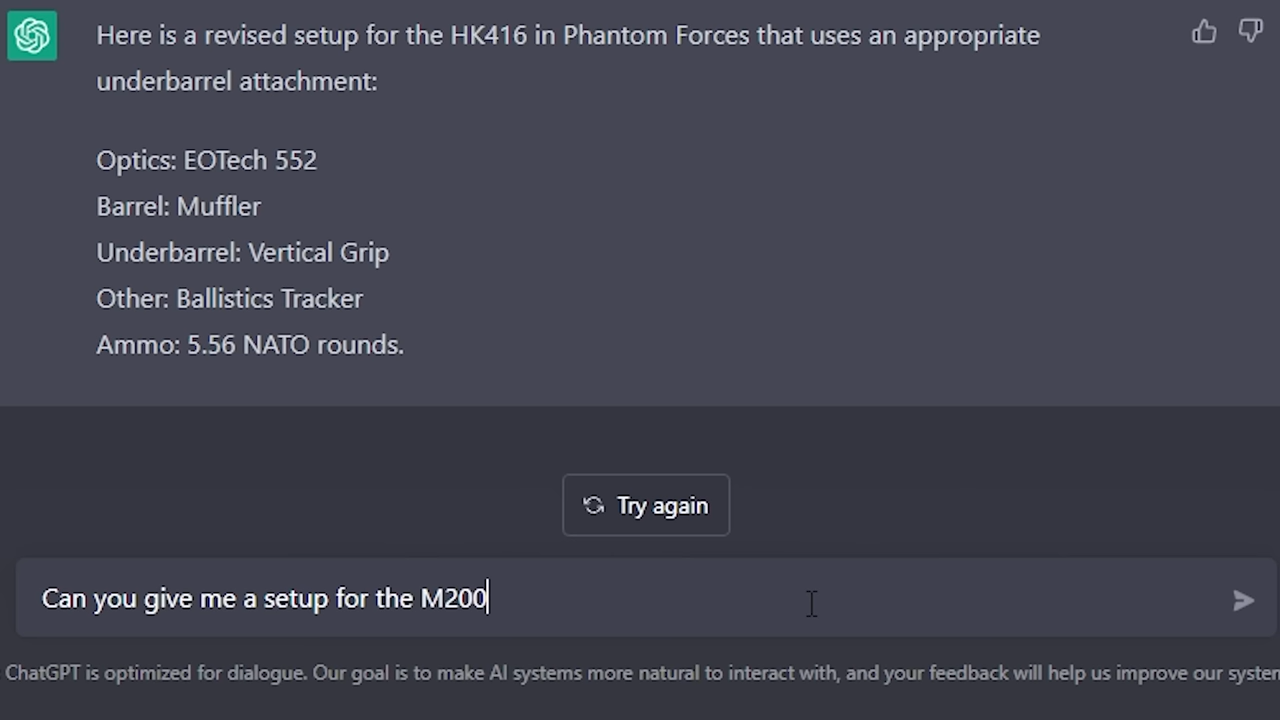 Here is a revised setup for the HK416 in Phantom Forces that uses an appropriate
underbarrel attachment:
Optics: EOTech 552
Barrel: Muffler
Underbarrel: Vertical Grip
Other: Ballistics Tracker
Ammo: 5.56 NATO rounds.
Try again
Can you give me a setup for the M200
ChatGPT is optimized for dialogue. Our goal is to make AI systems more natural to interact with, and your feedback will help us improve our system